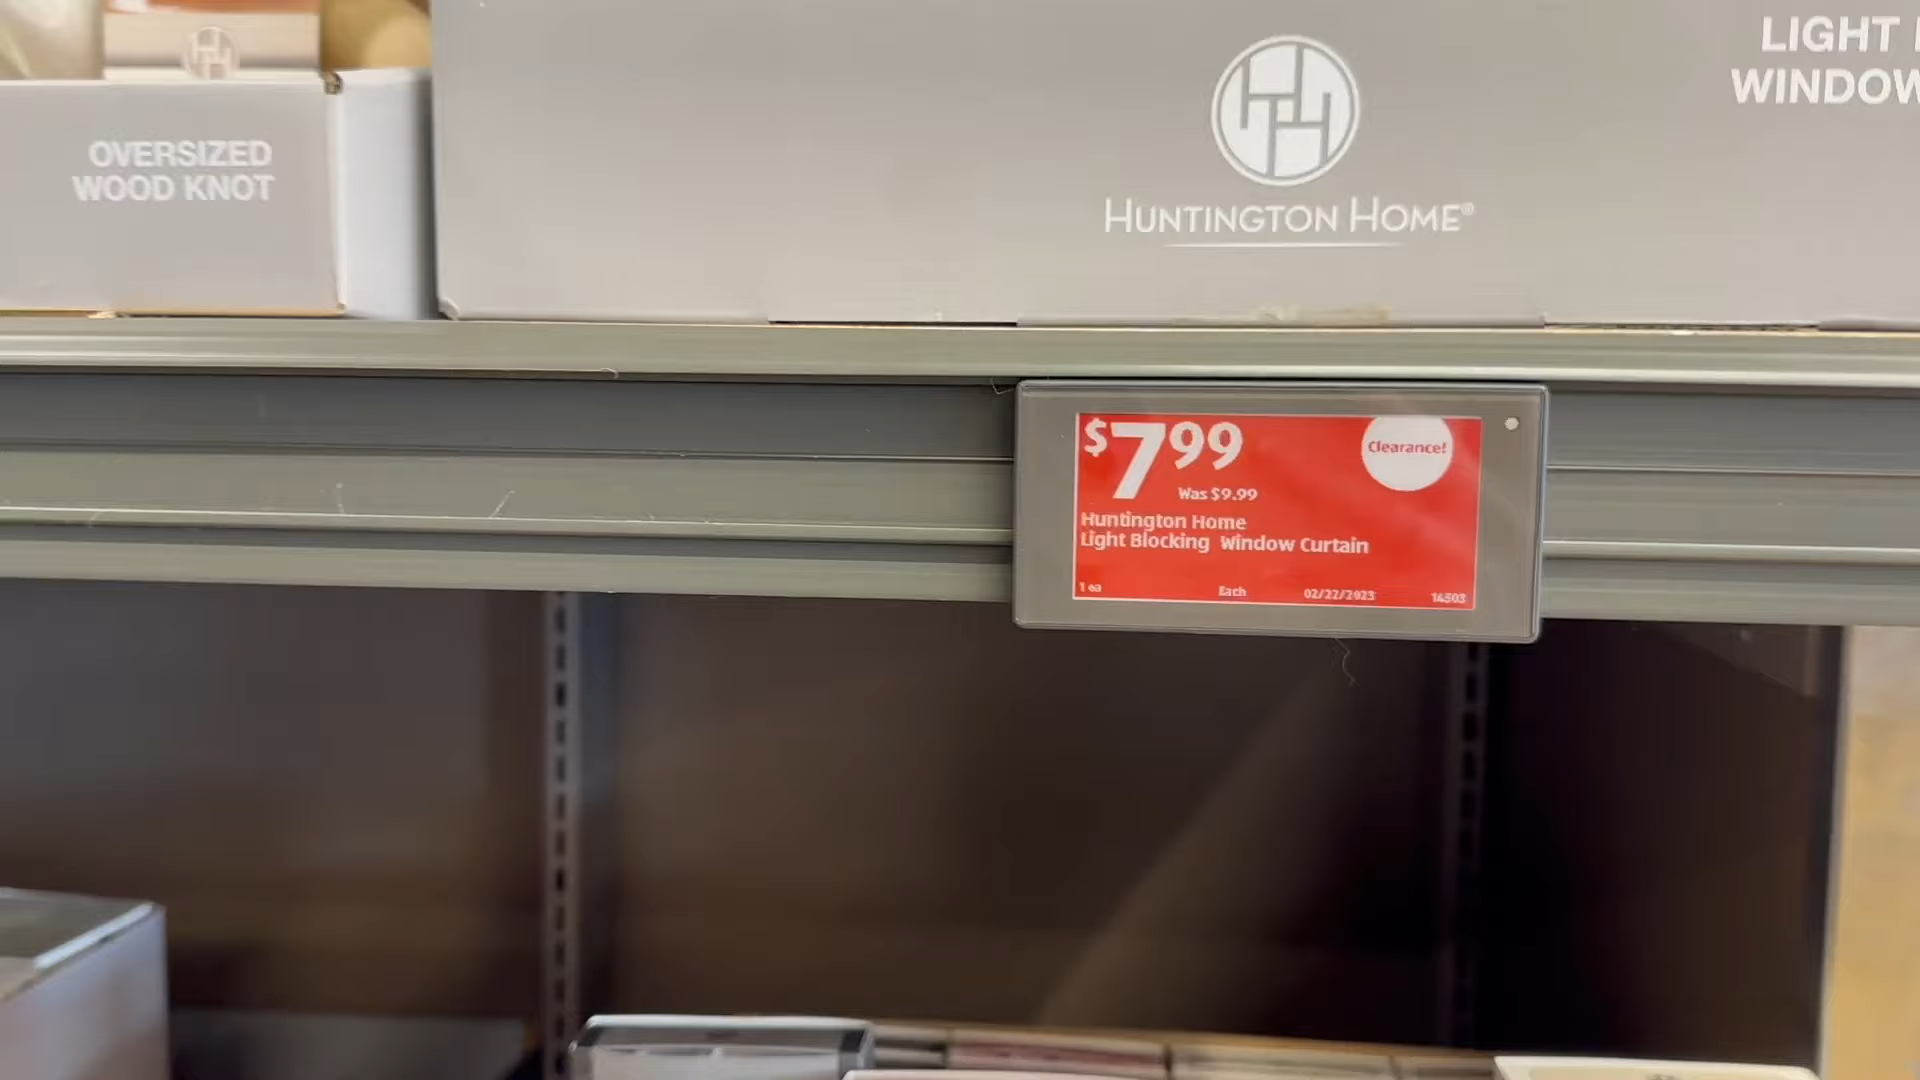 OVERSIZED
WOOD KNOT
HUNTINGTON HOME®
LIGHT
WINDOW
$7.99
Clearance!
Was $9.99
Huntington Home
Light Blocking Window Curtain
1 ea Each 02/22/2023 14503